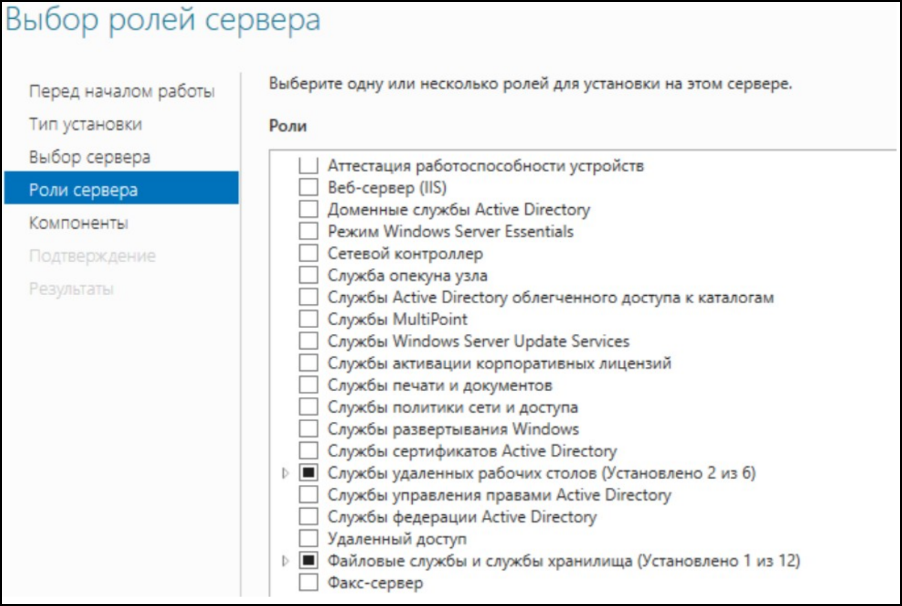 Выбор ролей сервера
Перед началом работы
Тип установки
Выбор сервера
Роли сервера
Компоненты
Подтверждение
Результаты
Выберите одну или несколько ролей для установки на этом сервере.
Роли
Аттестация работоспособности устройств
Веб-сервер (IIS)
Доменные службы Active Directory
Режим Windows Server Essentials
Сетевой контроллер
Служба опекуна узла
Службы Active Directory облегченного доступа к каталогам
Службы MultiPoint
Службы Windows Server Update Services
Службы активации корпоративных лицензий
Службы печати и документов
Службы политики сети и доступа
Службы развертывания Windows
Службы сертификатов Active Directory
Службы удаленных рабочих столов (Установлено 2 из 6)
Службы управления правами Active Directory
Службы федерации Active Directory
Удаленный доступ
Файловые службы и службы хранилища (Установлено 1 из 12)
Факс-сервер